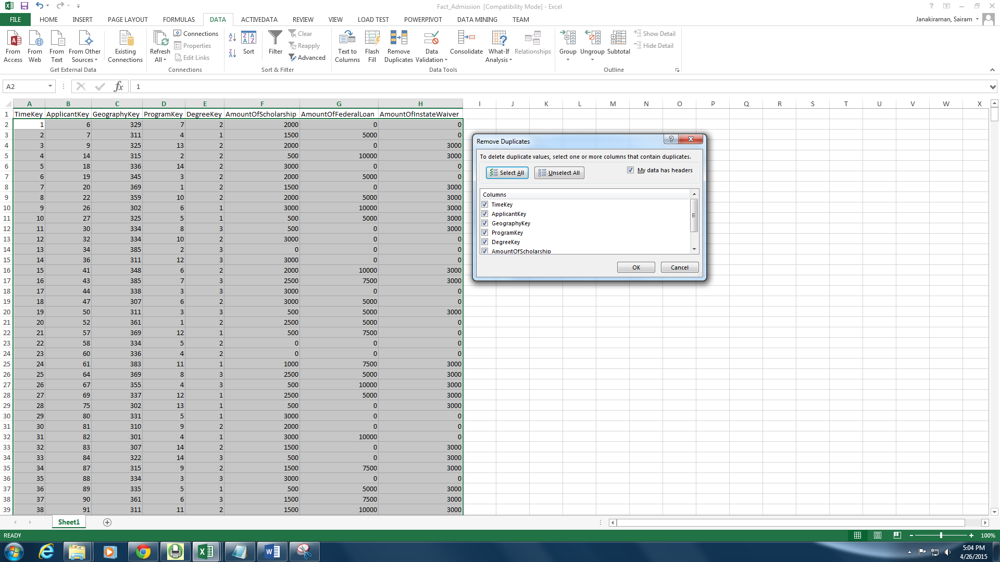 Fact_Admission [Compatibility Mode] - Excel
FILE HOME INSERT PAGE LAYOUT FORMULAS DATA ACTIVEDATA REVIEW VIEW LOAD TEST POWERPIVOT DATA MINING TEAM Janakiraman, Sairam
From Access From Web From Text From Other Sources Existing Connections Refresh All Connections Properties Edit Links Sort Filter Clear Reapply Advanced Text to Columns Flash Fill Remove Duplicates Data Validation Consolidate What-If Analysis Relationships Group Ungroup Subtotal Show Detail Hide Detail
Get External Data Connections Sort & Filter Data Tools Outline
A2 fx 1
A B C D E F G H I J K L M N O P Q R S T U V W X
1 TimeKey ApplicantKey GeographyKey ProgramKey DegreeKey AmountOfScholarship AmountOfFederalLoan AmountOfInstateWaiver
2 1 6 329 7 2 2000 0 0
3 2 7 311 4 1 1500 5000 0
4 3 9 325 13 2 2000 0 3000
5 4 14 315 2 2 500 10000 3000
6 5 18 336 14 2 3000 0 0
7 6 19 345 3 2 2000 5000 0
8 7 20 369 1 2 1500 0 3000
9 8 22 359 10 2 2000 5000 3000
10 9 26 302 6 1 3000 10000 3000
11 10 27 325 5 1 500 5000 3000
12 11 30 334 8 3 500 0 3000
13 12 32 334 10 2 3000 0 0
14 13 34 385 2 3 0 0 0
15 14 36 311 12 3 3000 0 0
16 15 41 348 6 2 2000 10000 3000
17 16 43 385 7 3 2500 7500 3000
18 17 44 338 3 3 3000 0 0
19 18 47 307 6 2 3000 5000 0
20 19 50 311 3 3 500 5000 3000
21 20 52 361 1 2 2500 5000 0
22 21 57 369 12 1 500 7500 0
23 22 58 334 5 2 0 0 0
24 23 60 336 4 2 0 0 0
25 24 61 383 11 1 1000 7500 3000
26 25 64 369 8 3 2500 5000 3000
27 26 67 355 4 3 500 10000 3000
28 27 69 337 12 1 2500 5000 3000
29 28 75 302 13 1 500 0 3000
30 29 80 331 5 1 3000 0 0
31 30 81 310 9 2 2000 0 0
32 31 82 301 4 1 3000 10000 0
33 32 83 307 14 2 1500 0 3000
34 33 84 322 14 3 500 0 3000
35 34 87 315 9 2 1500 7500 3000
36 35 88 334 3 3 3000 0 0
37 36 89 335 5 1 500 5000 3000
38 37 90 361 6 3 1500 7500 3000
39 38 91 311 11 2 1500 10000 3000
Remove Duplicates
To delete duplicate values, select one or more columns that contain duplicates.
Select All Unselect All My data has headers
Columns
TimeKey
ApplicantKey
GeographyKey
ProgramKey
DegreeKey
AmountOfScholarship
OK Cancel
Sheet1
READY 100%
5:04 PM
4/26/2015